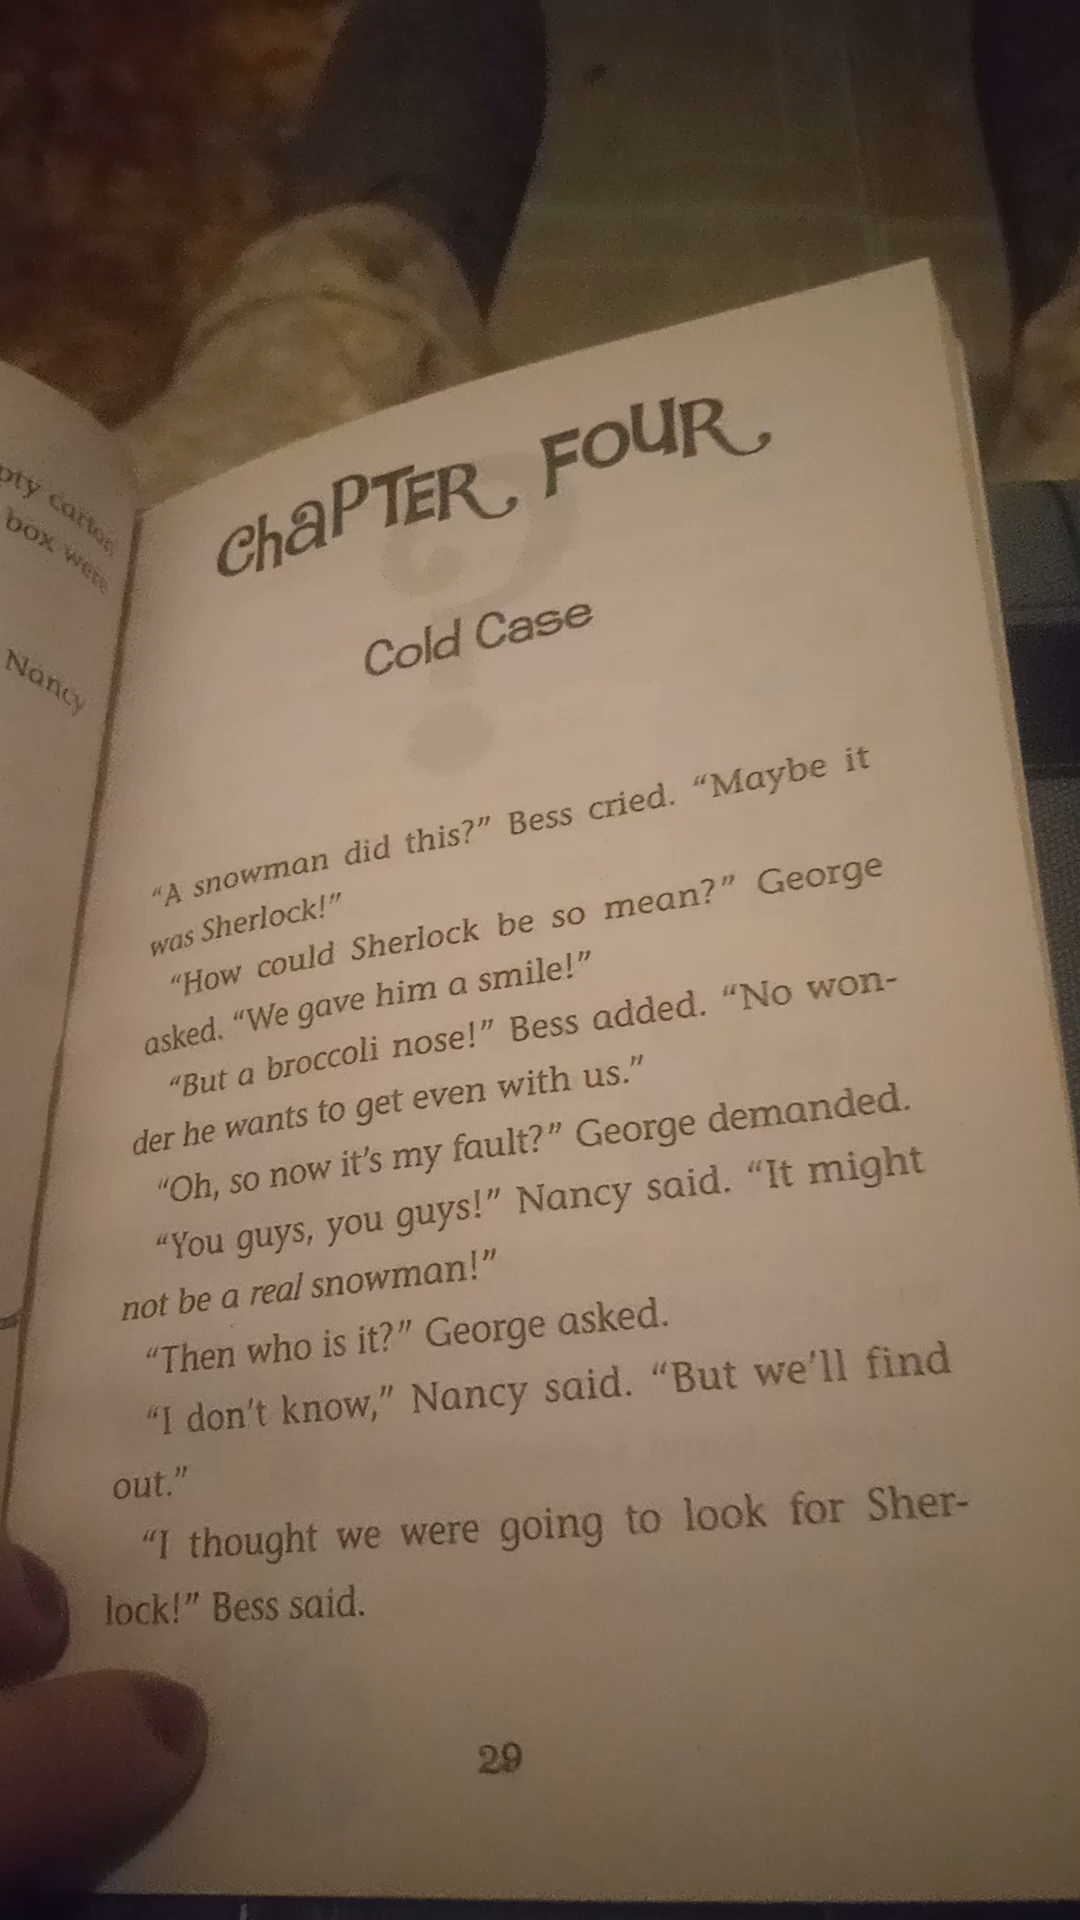 pty carton
box were
Nancy
ChaPTER FOUR
Cold Case
“A snowman did this?” Bess cried. “Maybe it
was Sherlock!”
“How could Sherlock be so mean?” George
asked. “We gave him a smile!”
“But a broccoli nose!” Bess added. “No won-
der he wants to get even with us.”
“Oh, so now it’s my fault?” George demanded.
“You guys, you guys!” Nancy said. “It might
not be a real snowman!”
“Then who is it?” George asked.
“I don’t know,” Nancy said. “But we’ll find
out.”
“I thought we were going to look for Sher-
lock!” Bess said.
29